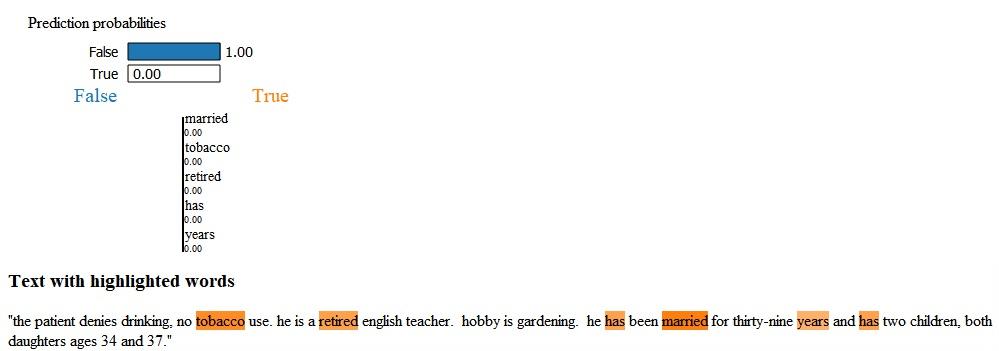 Prediction probabilities
False 1.00
True 0.00
False True
married
0.00
tobacco
0.00
retired
0.00
has
0.00
years
0.00
Text with highlighted words
"the patient denies drinking, no tobacco use. he is a retired english teacher.  hobby is gardening.  he has been married for thirty-nine years and has two children, both
daughters ages 34 and 37."